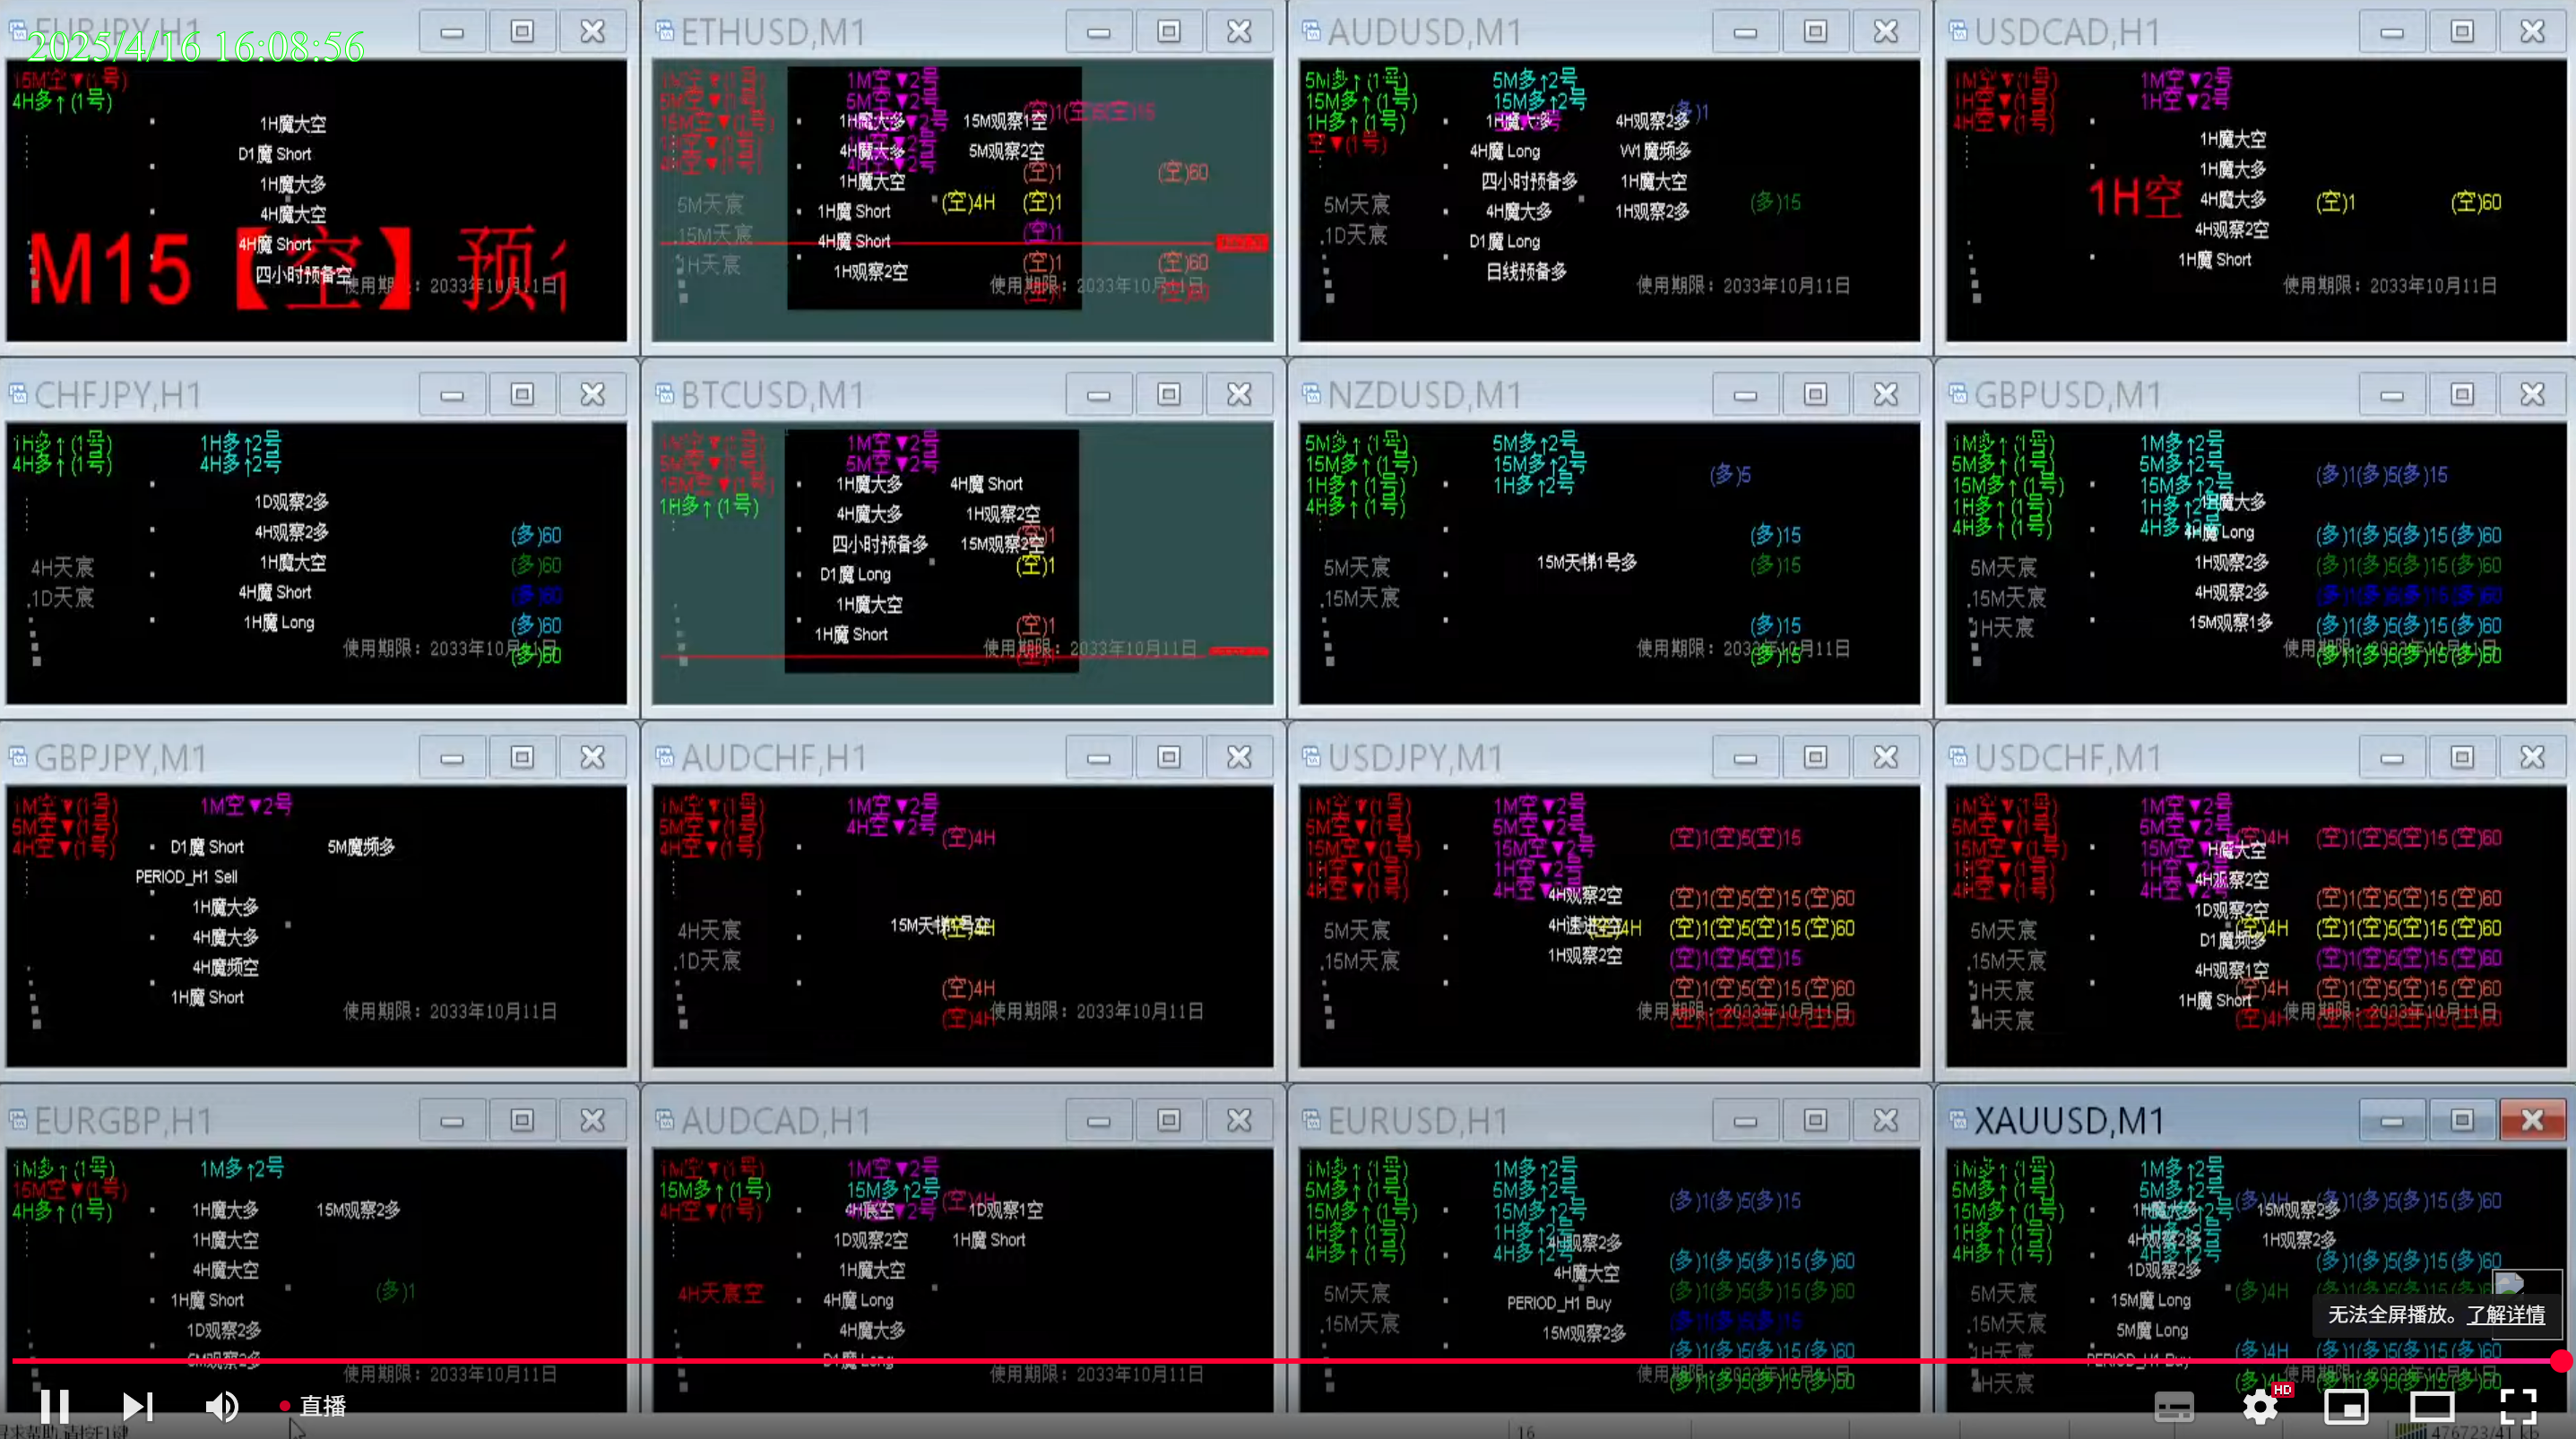 EURJPY,H1
2025/4/16 16:08:56
15M空▼(1号)
4H多↑(1号)
1H魔大空
D1魔 Short
1H魔大多
4H魔大空
4H魔 Short
四小时预备空
M15【空】预
使用期限：2033年10月11日
ETHUSD,M1
5M空▼(1号)
15M空▼(1号)
1M空▼2号
5M空▼2号
(空)1(空)5(空)15
1H魔大多
15M观察1空
4H魔大多
5M观察2空
(空)1
(空)60
1H魔大空
5M天宸
(空)4H
(空)1
1H魔 Short
15M天宸
(空)1
4H魔 Short
1H天宸
(空)1
(空)60
1H观察2空
使用期限：2033年10月11日
AUDUSD,M1
5M多↑(1号)
15M多↑(1号)
1H多↑(1号)
空▼(1号)
5M多↑2号
15M多↑2号
(多)1
1H魔大多
4H观察2多
4H魔 Long
W1魔频多
四小时预备多
1H魔大空
4H魔大多
1H观察2多
(多)15
5M天宸
1D天宸
D1魔 Long
日线预备多
使用期限：2033年10月11日
USDCAD,H1
1M空▼(1号)
1H空▼(1号)
4H空▼(1号)
1M空▼2号
1H空▼2号
1H魔大空
1H魔大多
4H魔大多
1H空
(空)1
(空)60
4H观察2空
1H魔 Short
使用期限：2033年10月11日
CHFJPY,H1
1H多↑(1号)
4H多↑(1号)
1H多↑2号
4H多↑2号
1D观察2多
4H观察2多
1H魔大空
4H魔 Short
1H魔 Long
4H天宸
1D天宸
(多)60
(多)60
(多)60
(多)60
(多)60
使用期限：2033年10月11日
BTCUSD,M1
5M空▼(1号)
15M空▼(1号)
1H多↑(1号)
1M空▼2号
5M空▼2号
1H魔大多
4H魔 Short
4H魔大多
1H观察2空
四小时预备多
15M观察2空
D1魔 Long
1H魔大空
1H魔 Short
(空)1
(空)1
(空)1
使用期限：2033年10月11日
NZDUSD,M1
5M多↑(1号)
15M多↑(1号)
1H多↑(1号)
4H多↑(1号)
5M多↑2号
15M多↑2号
1H多↑2号
(多)5
(多)15
15M天梯1号多
(多)15
5M天宸
15M天宸
(多)15
(多)15
使用期限：2033年10月11日
GBPUSD,M1
1M多↑(1号)
5M多↑(1号)
15M多↑(1号)
1H多↑(1号)
4H多↑(1号)
1M多↑2号
5M多↑2号
15M多↑2号
(多)1(多)5(多)15
1H魔大多
4H魔 Long
(多)1(多)5(多)15(多)60
1H观察2多
(多)1(多)5(多)15(多)60
4H观察2多
(多)1(多)5(多)15(多)60
15M观察1多
(多)1(多)5(多)15(多)60
5M天宸
15M天宸
1H天宸
(多)1(多)5(多)15(多)60
使用期限：2033年10月11日
GBPJPY,M1
1M空▼(1号)
5M空▼(1号)
4H空▼(1号)
1M空▼2号
D1魔 Short
5M魔频多
PERIOD_H1 Sell
1H魔大多
4H魔大多
4H魔频空
1H魔 Short
使用期限：2033年10月11日
AUDCHF,H1
1M空▼(1号)
5M空▼(1号)
4H空▼(1号)
1M空▼2号
4H空▼2号
(空)4H
4H天宸
1D天宸
(空)4H
(空)4H
使用期限：2033年10月11日
USDJPY,M1
1M空▼(1号)
5M空▼(1号)
15M空▼(1号)
1H空▼(1号)
4H空▼(1号)
1M空▼2号
5M空▼2号
15M空▼2号
1H空▼2号
(空)1(空)5(空)15
4H观察2空
(空)1(空)5(空)15(空)60
(空)1(空)5(空)15(空)60
1H观察2空
(空)1(空)5(空)15
(空)1(空)5(空)15(空)60
(空)1(空)5(空)15(空)60
5M天宸
15M天宸
使用期限：2033年10月11日
USDCHF,M1
1M空▼(1号)
5M空▼(1号)
15M空▼(1号)
1H空▼(1号)
4H空▼(1号)
1M空▼2号
5M空▼2号
(空)4H
(空)1(空)5(空)15(空)60
H魔大空
4H观察2空
(空)1(空)5(空)15(空)60
1D观察2空
(空)4H
(空)1(空)5(空)15(空)60
D1魔频多
(空)1(空)5(空)15(空)60
4H观察1空
(空)4H
(空)1(空)5(空)15(空)60
1H魔 Short
(空)4H
(空)1(空)5(空)15(空)60
5M天宸
15M天宸
1H天宸
4H天宸
使用期限：2033年10月11日
EURGBP,H1
1M多↑(1号)
15M空▼(1号)
4H多↑(1号)
1M多↑2号
1H魔大多
15M观察2多
1H魔大空
4H魔大空
1H魔 Short
(多)1
1D观察2多
5M观察2多
使用期限：2033年10月11日
AUDCAD,H1
1M空▼(1号)
15M多↑(1号)
4H空▼(1号)
1M空▼2号
15M多↑2号
(空)4H
4H宸空
1D观察1空
1D观察2空
1H魔 Short
1H魔大空
4H天宸空
4H魔 Long
4H魔大多
D1魔 Long
使用期限：2033年10月11日
EURUSD,H1
1M多↑(1号)
5M多↑(1号)
15M多↑(1号)
1H多↑(1号)
4H多↑(1号)
1M多↑2号
5M多↑2号
15M多↑2号
(多)1(多)5(多)15
4H观察2多
4H魔大空
(多)1(多)5(多)15(多)60
PERIOD_H1 Buy
(多)1(多)5(多)15(多)60
15M观察2多
(多)1(多)5(多)15
(多)1(多)5(多)15(多)60
(多)1(多)5(多)15(多)60
5M天宸
15M天宸
使用期限：2033年10月11日
XAUUSD,M1
1M多↑(1号)
5M多↑(1号)
15M多↑(1号)
1H多↑(1号)
4H多↑(1号)
1M多↑2号
5M多↑2号
(多)4H
(多)1(多)5(多)15(多)60
1H魔大多
15M观察2多
4H观察2多
1H观察2多
1D观察2多
(多)1(多)5(多)15(多)60
15M魔 Long
(多)4H
5M魔 Long
PERIOD_H1 Buy
(多)4H
(多)1(多)5(多)15(多)60
5M天宸
15M天宸
1H天宸
4H天宸
使用期限：2033年10月11日
无法全屏播放。了解详情
直播
HD
16
476723/41 kb